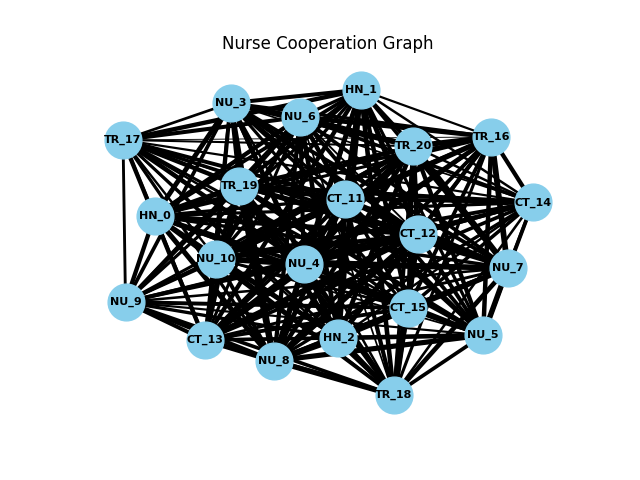 Nurse Cooperation Graph
HN_1
NU_3
NU_6
TR_16
TR_17
TR_20
TR_19
CT_11
CT_14
HN_0
CT_12
NU_10
NU_4
NU_7
NU_9
CT_15
NU_5
HN_2
CT_13
NU_8
TR_18